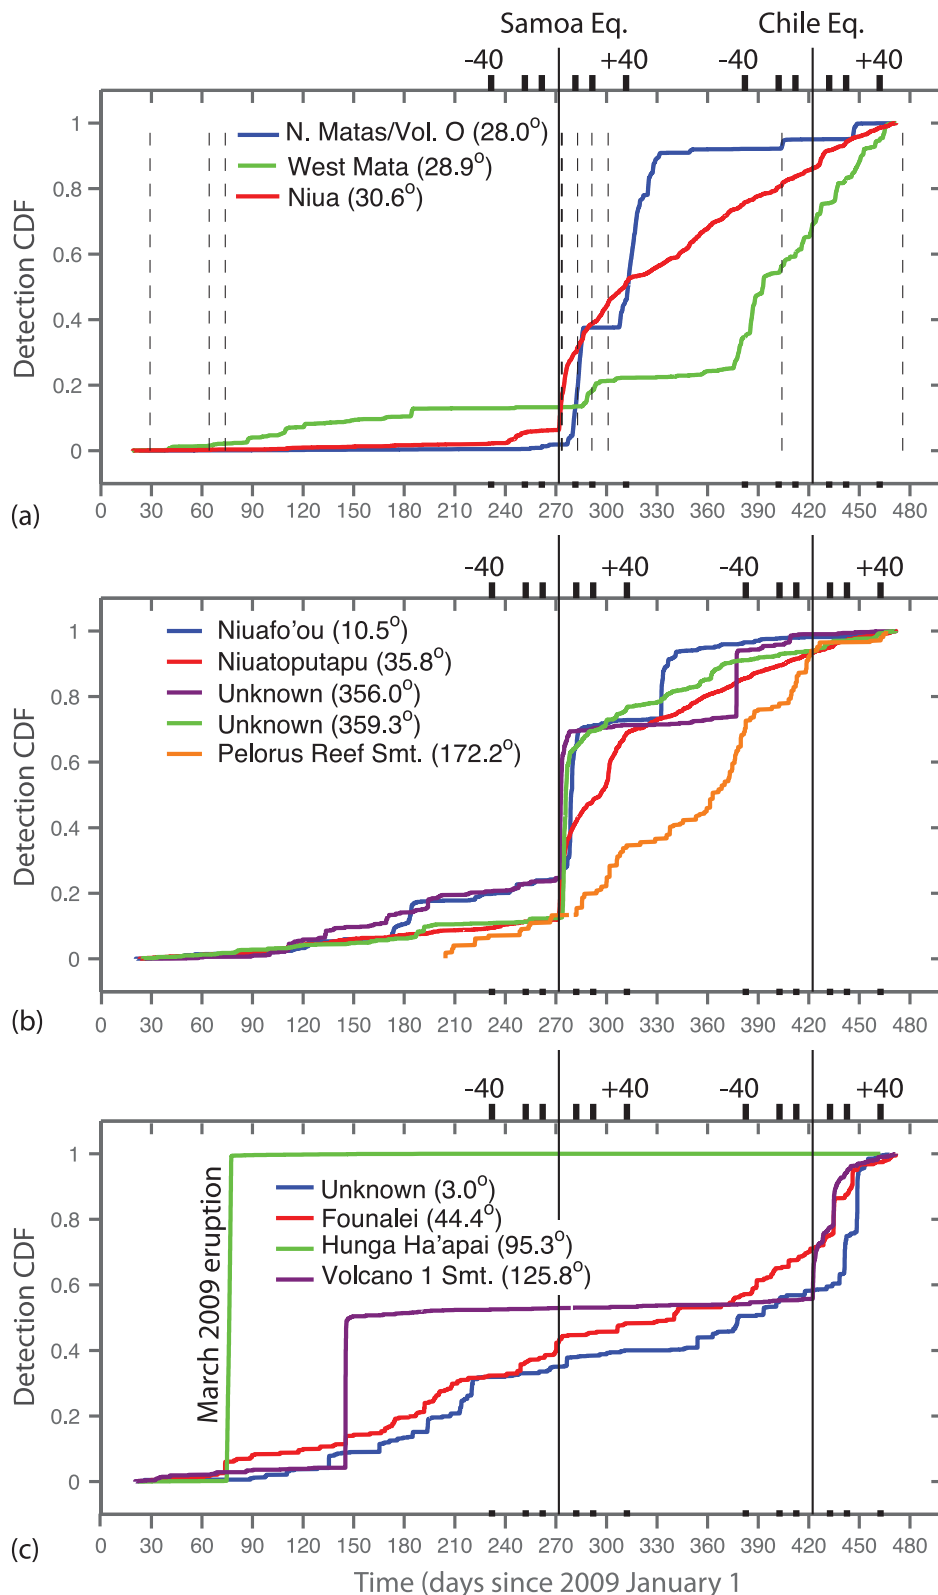 Samoa Eq. Chile Eq.
-40 +40 -40 +40
1
0.8
0.6
0.4
0.2
0
Detection CDF
N. Matas/Vol. O (28.0°)
West Mata (28.9°)
Niua (30.6°)
(a)
0 30 60 90 120 150 180 210 240 270 300 330 360 390 420 450 480
-40 +40 -40 +40
1
0.8
0.6
0.4
0.2
0
Detection CDF
Niuafo'ou (10.5°)
Niuatoputapu (35.8°)
Unknown (356.0°)
Unknown (359.3°)
Pelorus Reef Smt. (172.2°)
(b)
0 30 60 90 120 150 180 210 240 270 300 330 360 390 420 450 480
-40 +40 -40 +40
1
0.8
0.6
0.4
0.2
0
Detection CDF
March 2009 eruption
Unknown (3.0°)
Founalei (44.4°)
Hunga Ha'apai (95.3°)
Volcano 1 Smt. (125.8°)
(c)
0 30 60 90 120 150 180 210 240 270 300 330 360 390 420 450 480
Time (days since 2009 January 1